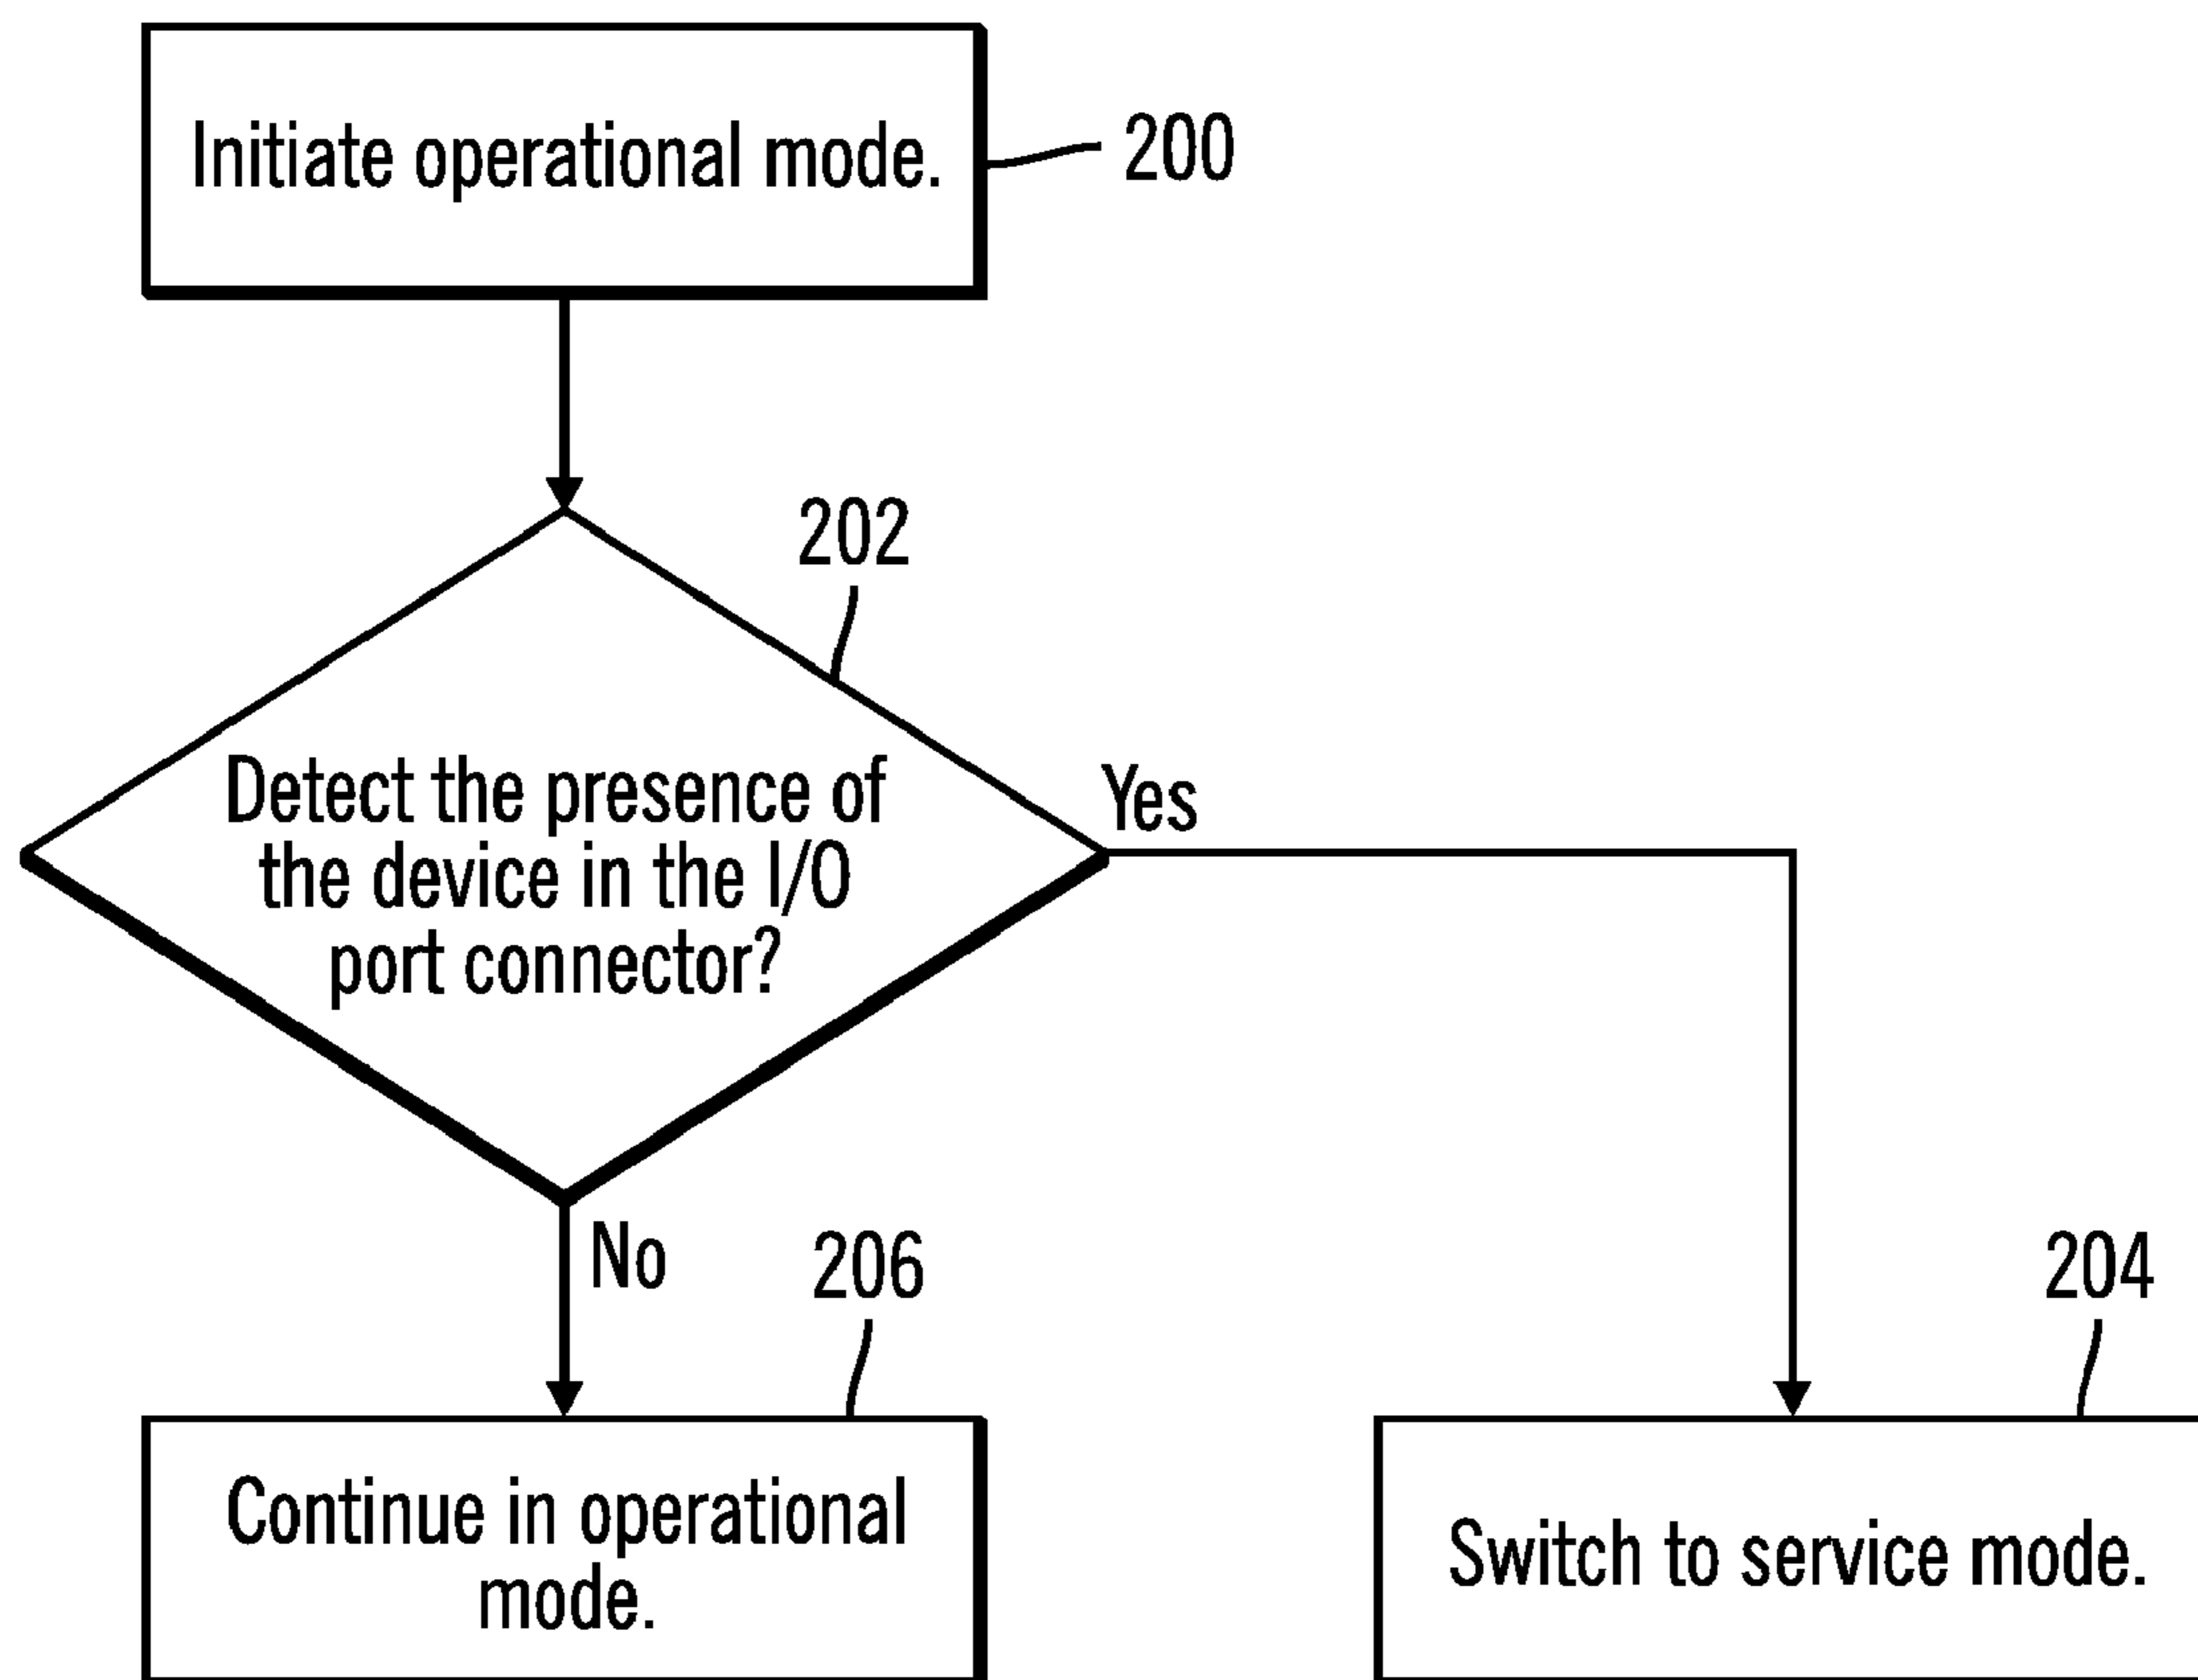 Initiate operational mode.
200
202
Detect the presence of
the device in the I/O
port connector?
Yes
No
206
204
Continue in operational
mode.
Switch to service mode.